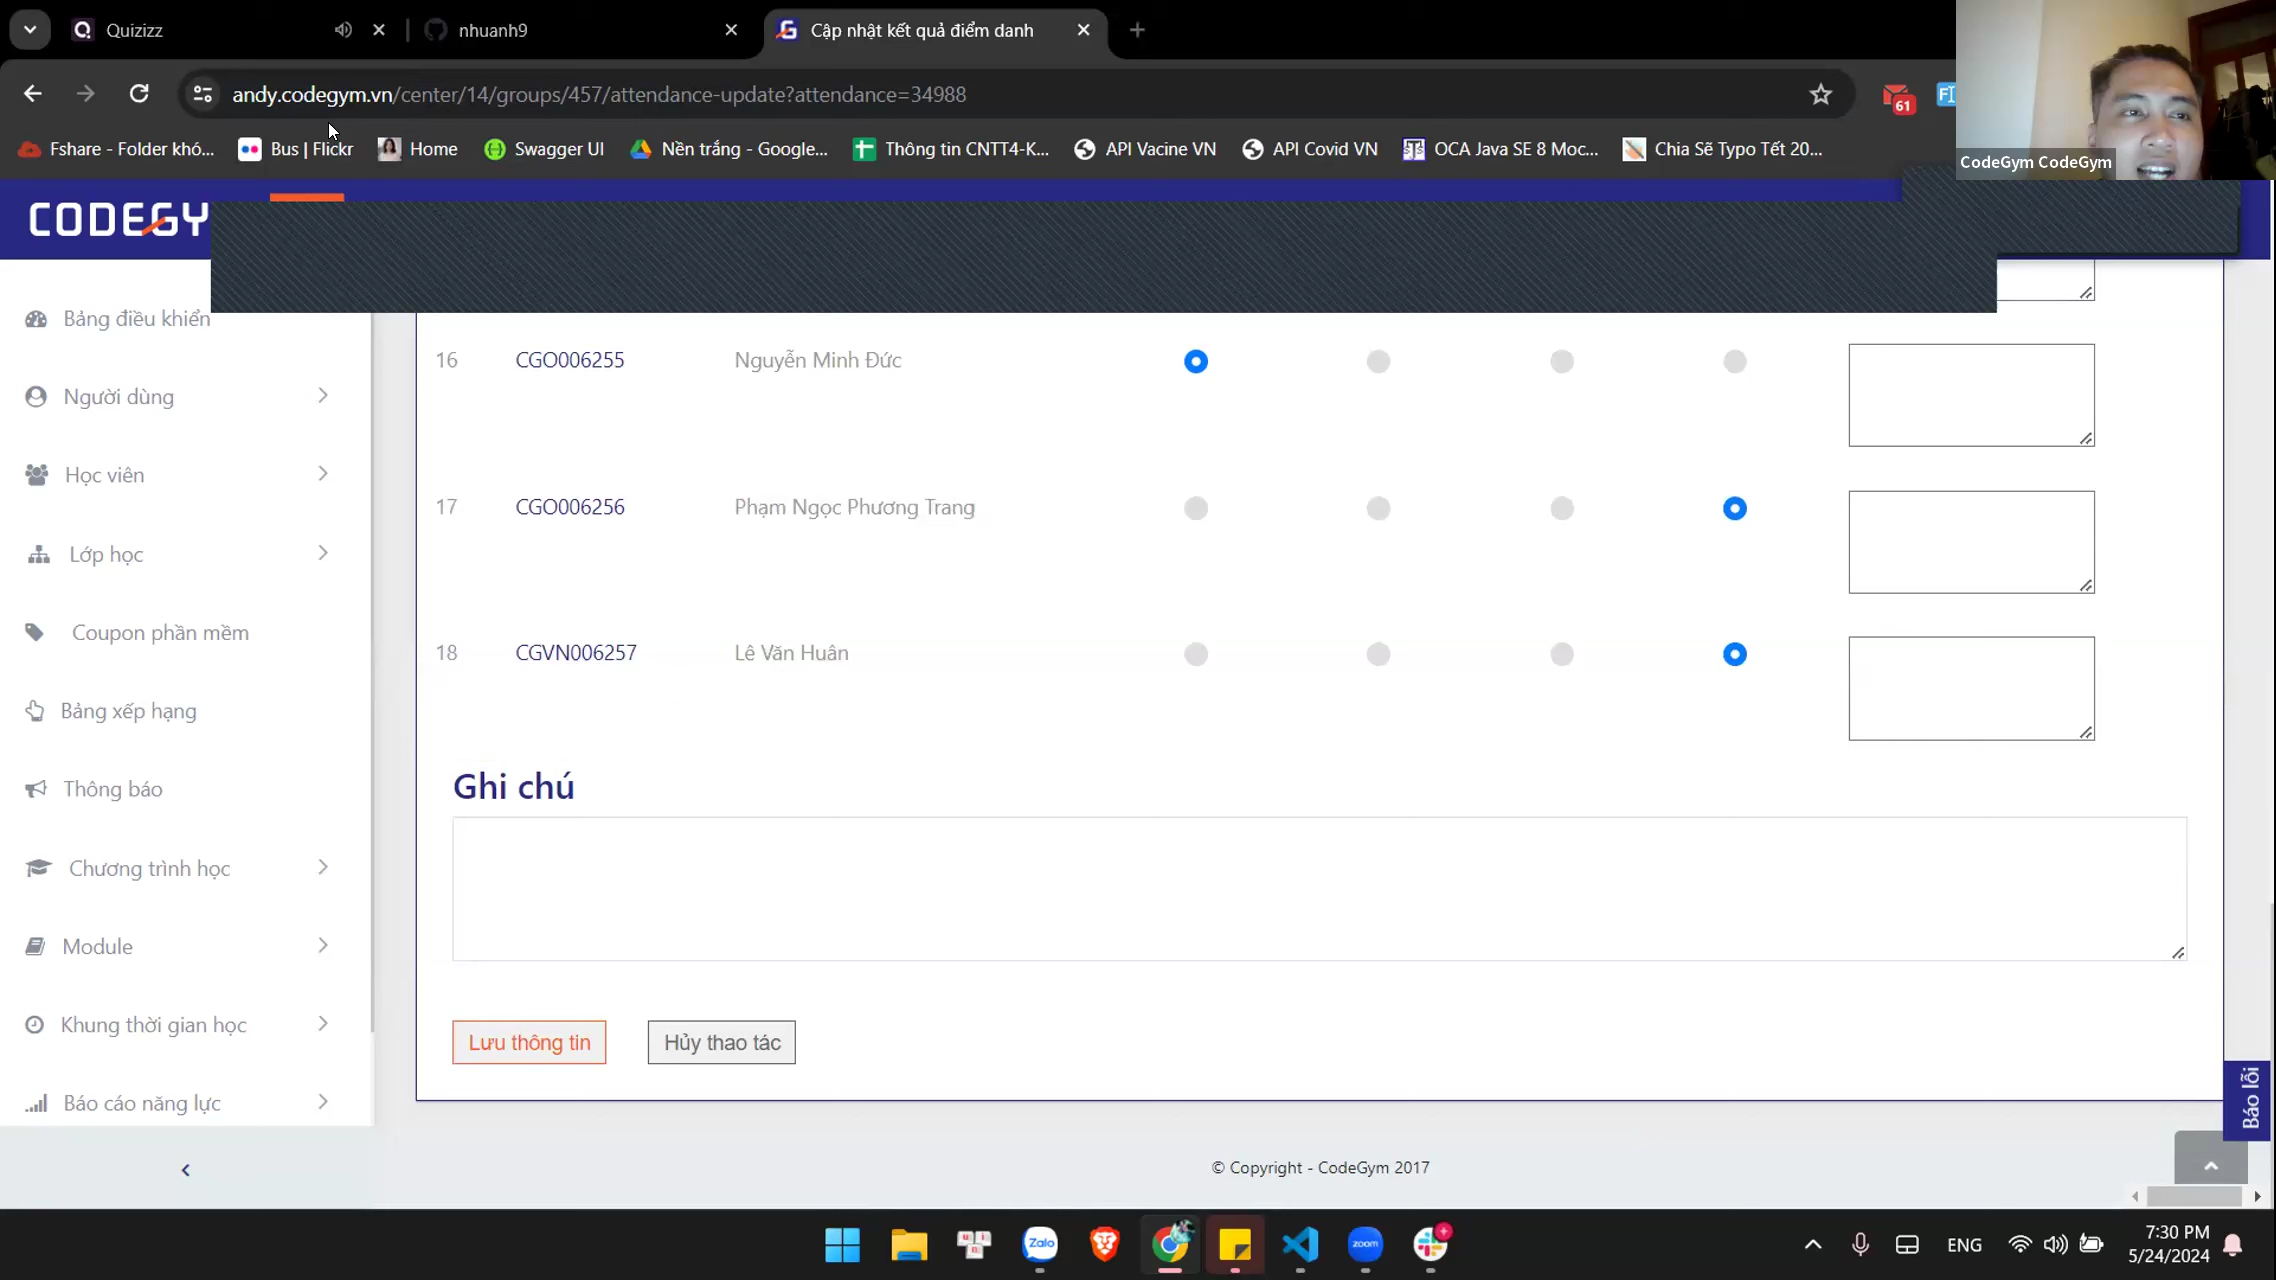 Quizizz
nhuanh9
Cập nhật kết quả điểm danh
andy.codegym.vn/center/14/groups/457/attendance-update?attendance=34988
61
Fshare - Folder khó...
Bus | Flickr
Home
Swagger UI
Nền trắng - Google...
Thông tin CNTT4-K...
API Vacine VN
API Covid VN
OCA Java SE 8 Moc...
Chia Sẽ Typo Tết 20...
CodeGym CodeGym
CODEGY
Bảng điều khiển
Người dùng
Học viên
Lớp học
Coupon phần mềm
Bảng xếp hạng
Thông báo
Chương trình học
Module
Khung thời gian học
Báo cáo năng lực
16 CGO006255 Nguyễn Minh Đức
17 CGO006256 Phạm Ngọc Phương Trang
18 CGVN006257 Lê Văn Huân
Ghi chú
Lưu thông tin
Hủy thao tác
Báo lỗi
© Copyright - CodeGym 2017
Zalo
zoom
ENG
7:30 PM
5/24/2024